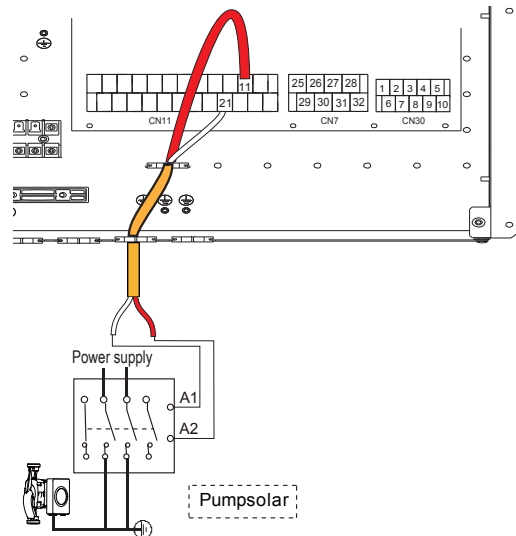 11 25 26 27 28 1 2 3 4 5
21 29 30 31 32 6 7 8 9 10
CN11 CN7 CN30
Power supply
A1
A2
Pumpsolar